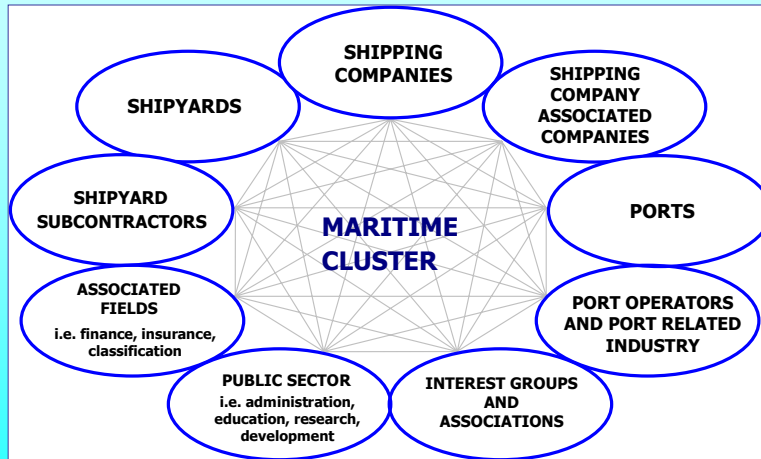 SHIPPING
COMPANIES
SHIPYARDS
SHIPPING
COMPANY
ASSOCIATED
COMPANIES
SHIPYARD
SUBCONTRACTORS
MARITIME
CLUSTER
PORTS
ASSOCIATED
FIELDS
i.e. finance, insurance,
classification
PORT OPERATORS
AND PORT RELATED
INDUSTRY
PUBLIC SECTOR
i.e. administration,
education, research,
development
INTEREST GROUPS
AND
ASSOCIATIONS